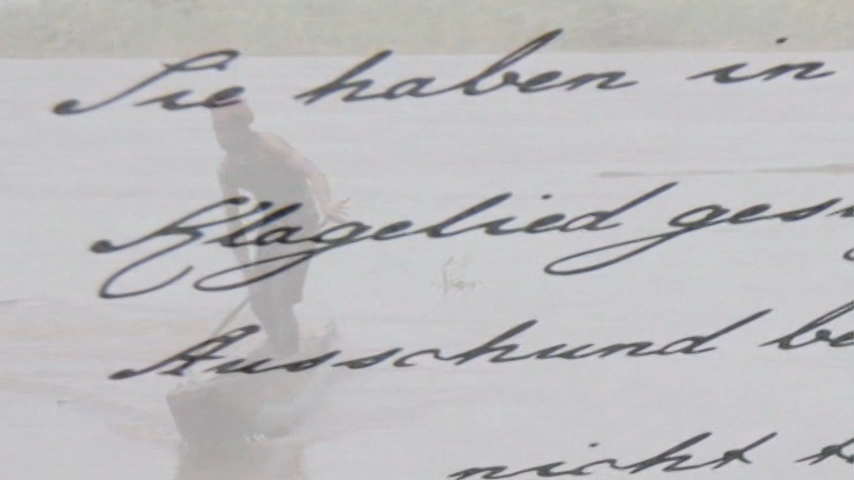 Sie haben in
Klagelied ges
Ausschund be
nicht t